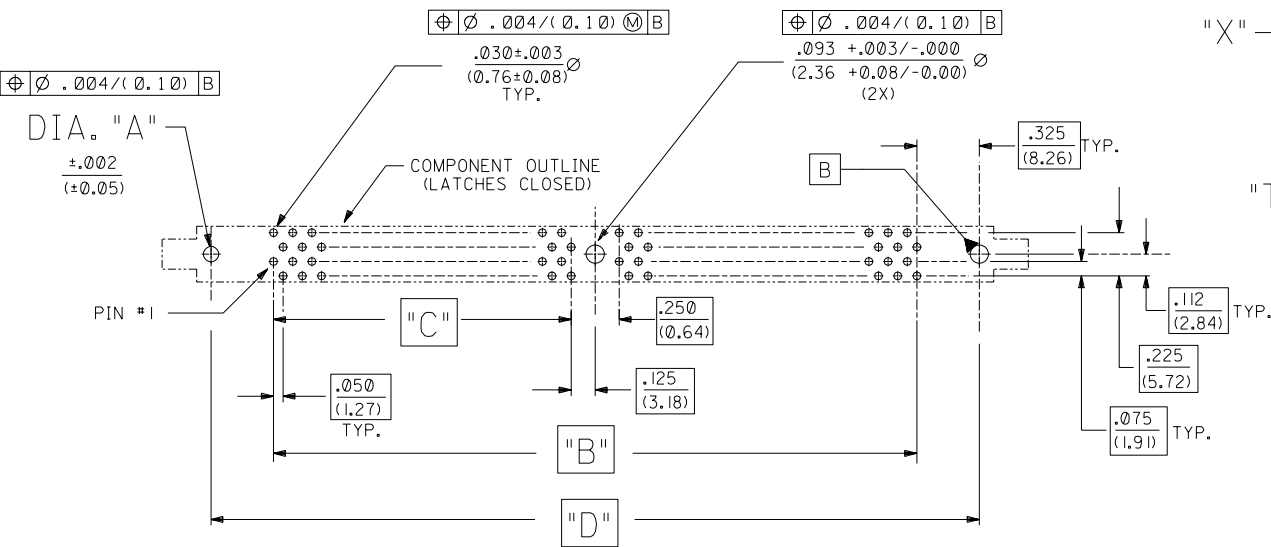 ⌖ Ø .004/(0.10) Ⓜ B
.030±.003
(0.76±0.08) Ø
TYP.
⌖ Ø .004/(0.10) B
.093 +.003/-.000
(2.36 +0.08/-0.00) Ø
(2X)
"X"
⌖ Ø .004/(0.10) B
DIA. "A"
±.002
(±0.05)
COMPONENT OUTLINE
(LATCHES CLOSED)
B
.325
(8.26)
TYP.
"T
PIN #1
"C"
.250
(0.64)
.112
(2.84)
TYP.
.225
(5.72)
.050
(1.27)
TYP.
.125
(3.18)
.075
(1.91)
TYP.
"B"
"D"